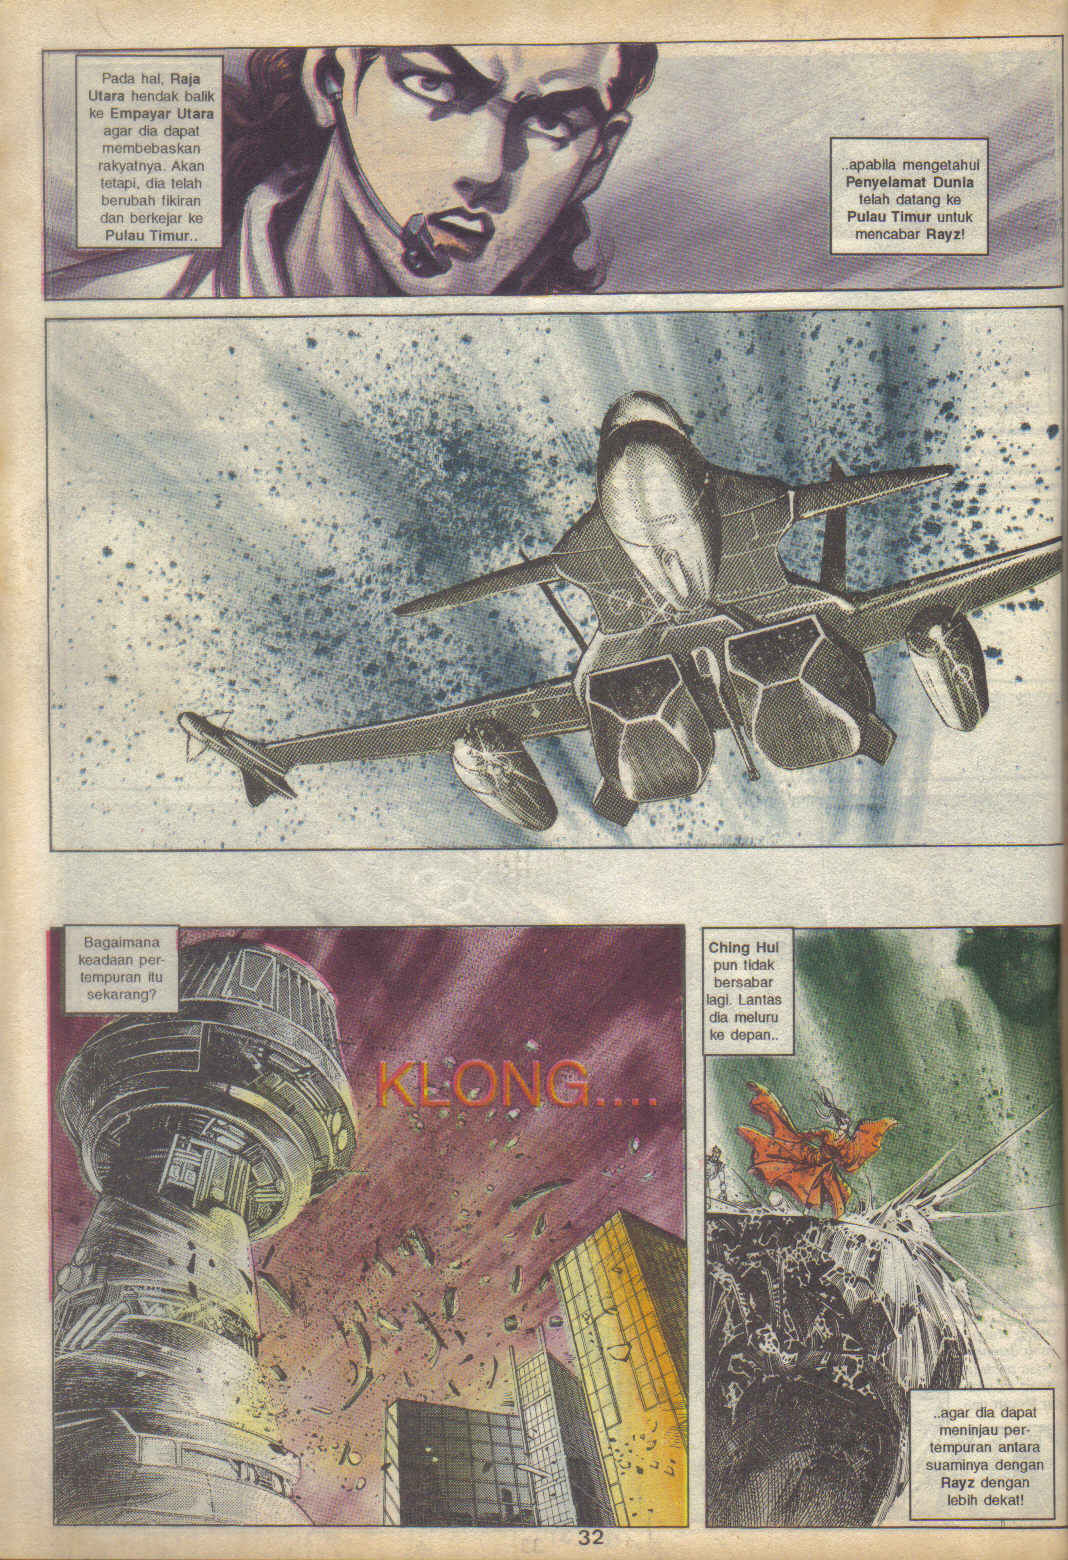 Pada hal, Raja
Utara hendak balik
ke Empayar Utara
agar dia dapat
membebaskan
rakyatnya. Akan
tetapi, dia telah
berubah fikiran
dan berkejar ke
Pulau Timur..
..apabila mengetahui
Penyelamat Dunia
telah datang ke
Pulau Timur untuk
mencabar Rayz!
Bagaimana
keadaan per-
tempuran itu
sekarang?
KLONG....
Ching Hui
pun tidak
bersabar
lagi. Lantas
dia meluru
ke depan..
..agar dia dapat
meninjau per-
tempuran antara
suaminya dengan
Rayz dengan
lebih dekat!
32